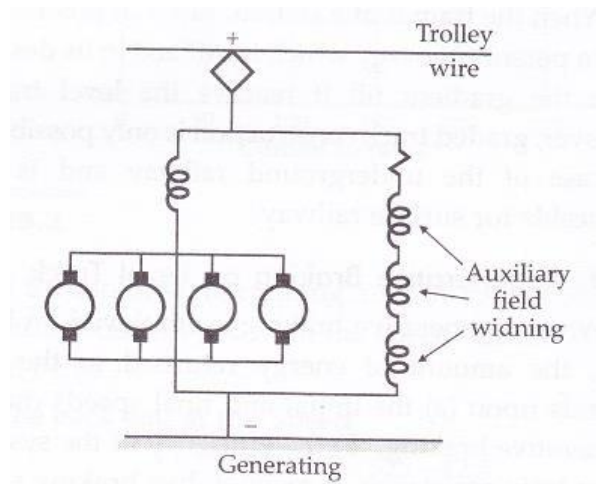 +
Trolley
wire
Auxiliary
field
widning
−
Generating